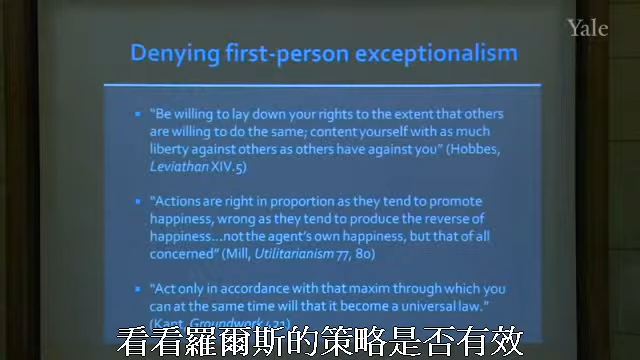 Yale
Denying first-person exceptionalism
"Be willing to lay down your rights to the extent that others
are willing to do the same; content yourself with as much
liberty against others as others have against you" (Hobbes,
Leviathan XIV.5)
"Actions are right in proportion as they tend to promote
happiness, wrong as they tend to produce the reverse of
happiness...not the agent's own happiness, but that of all
concerned" (Mill, Utilitarianism 77, 80)
"Act only in accordance with that maxim through which you
can at the same time will that it become a universal law."
(Kant, Groundwork 421)
看看羅爾斯的策略是否有效